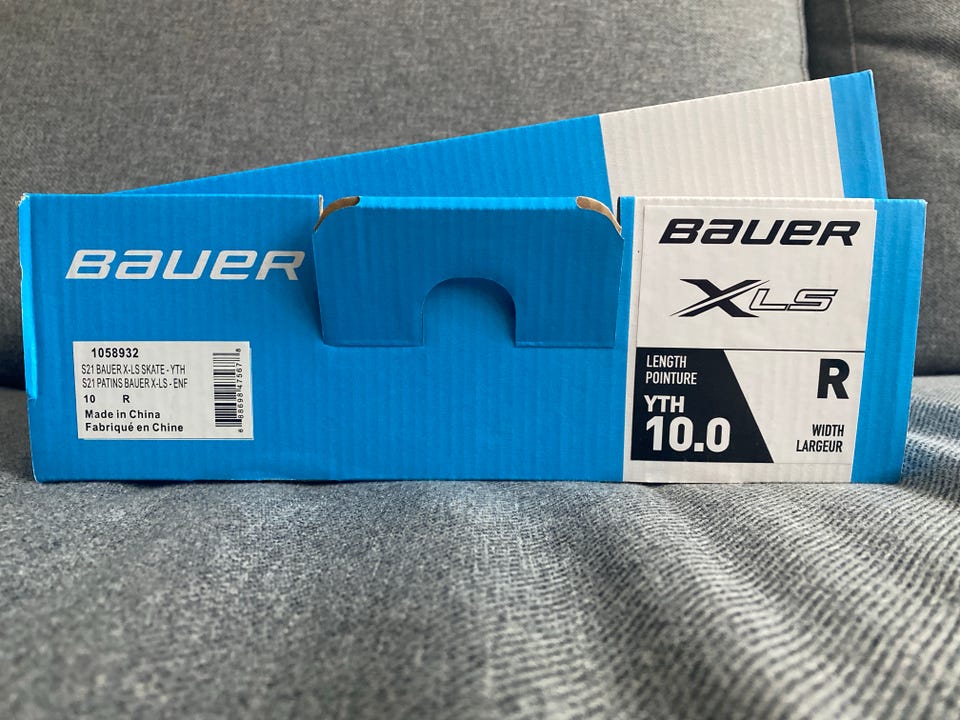 BAUER
1058932
S21 BAUER X-LS SKATE - YTH
S21 PATINS BAUER X-LS - ENF
10 R
Made in China
Fabriqué en Chine
BAUER
XLS
LENGTH
POINTURE
YTH
10.0
R
WIDTH
LARGEUR